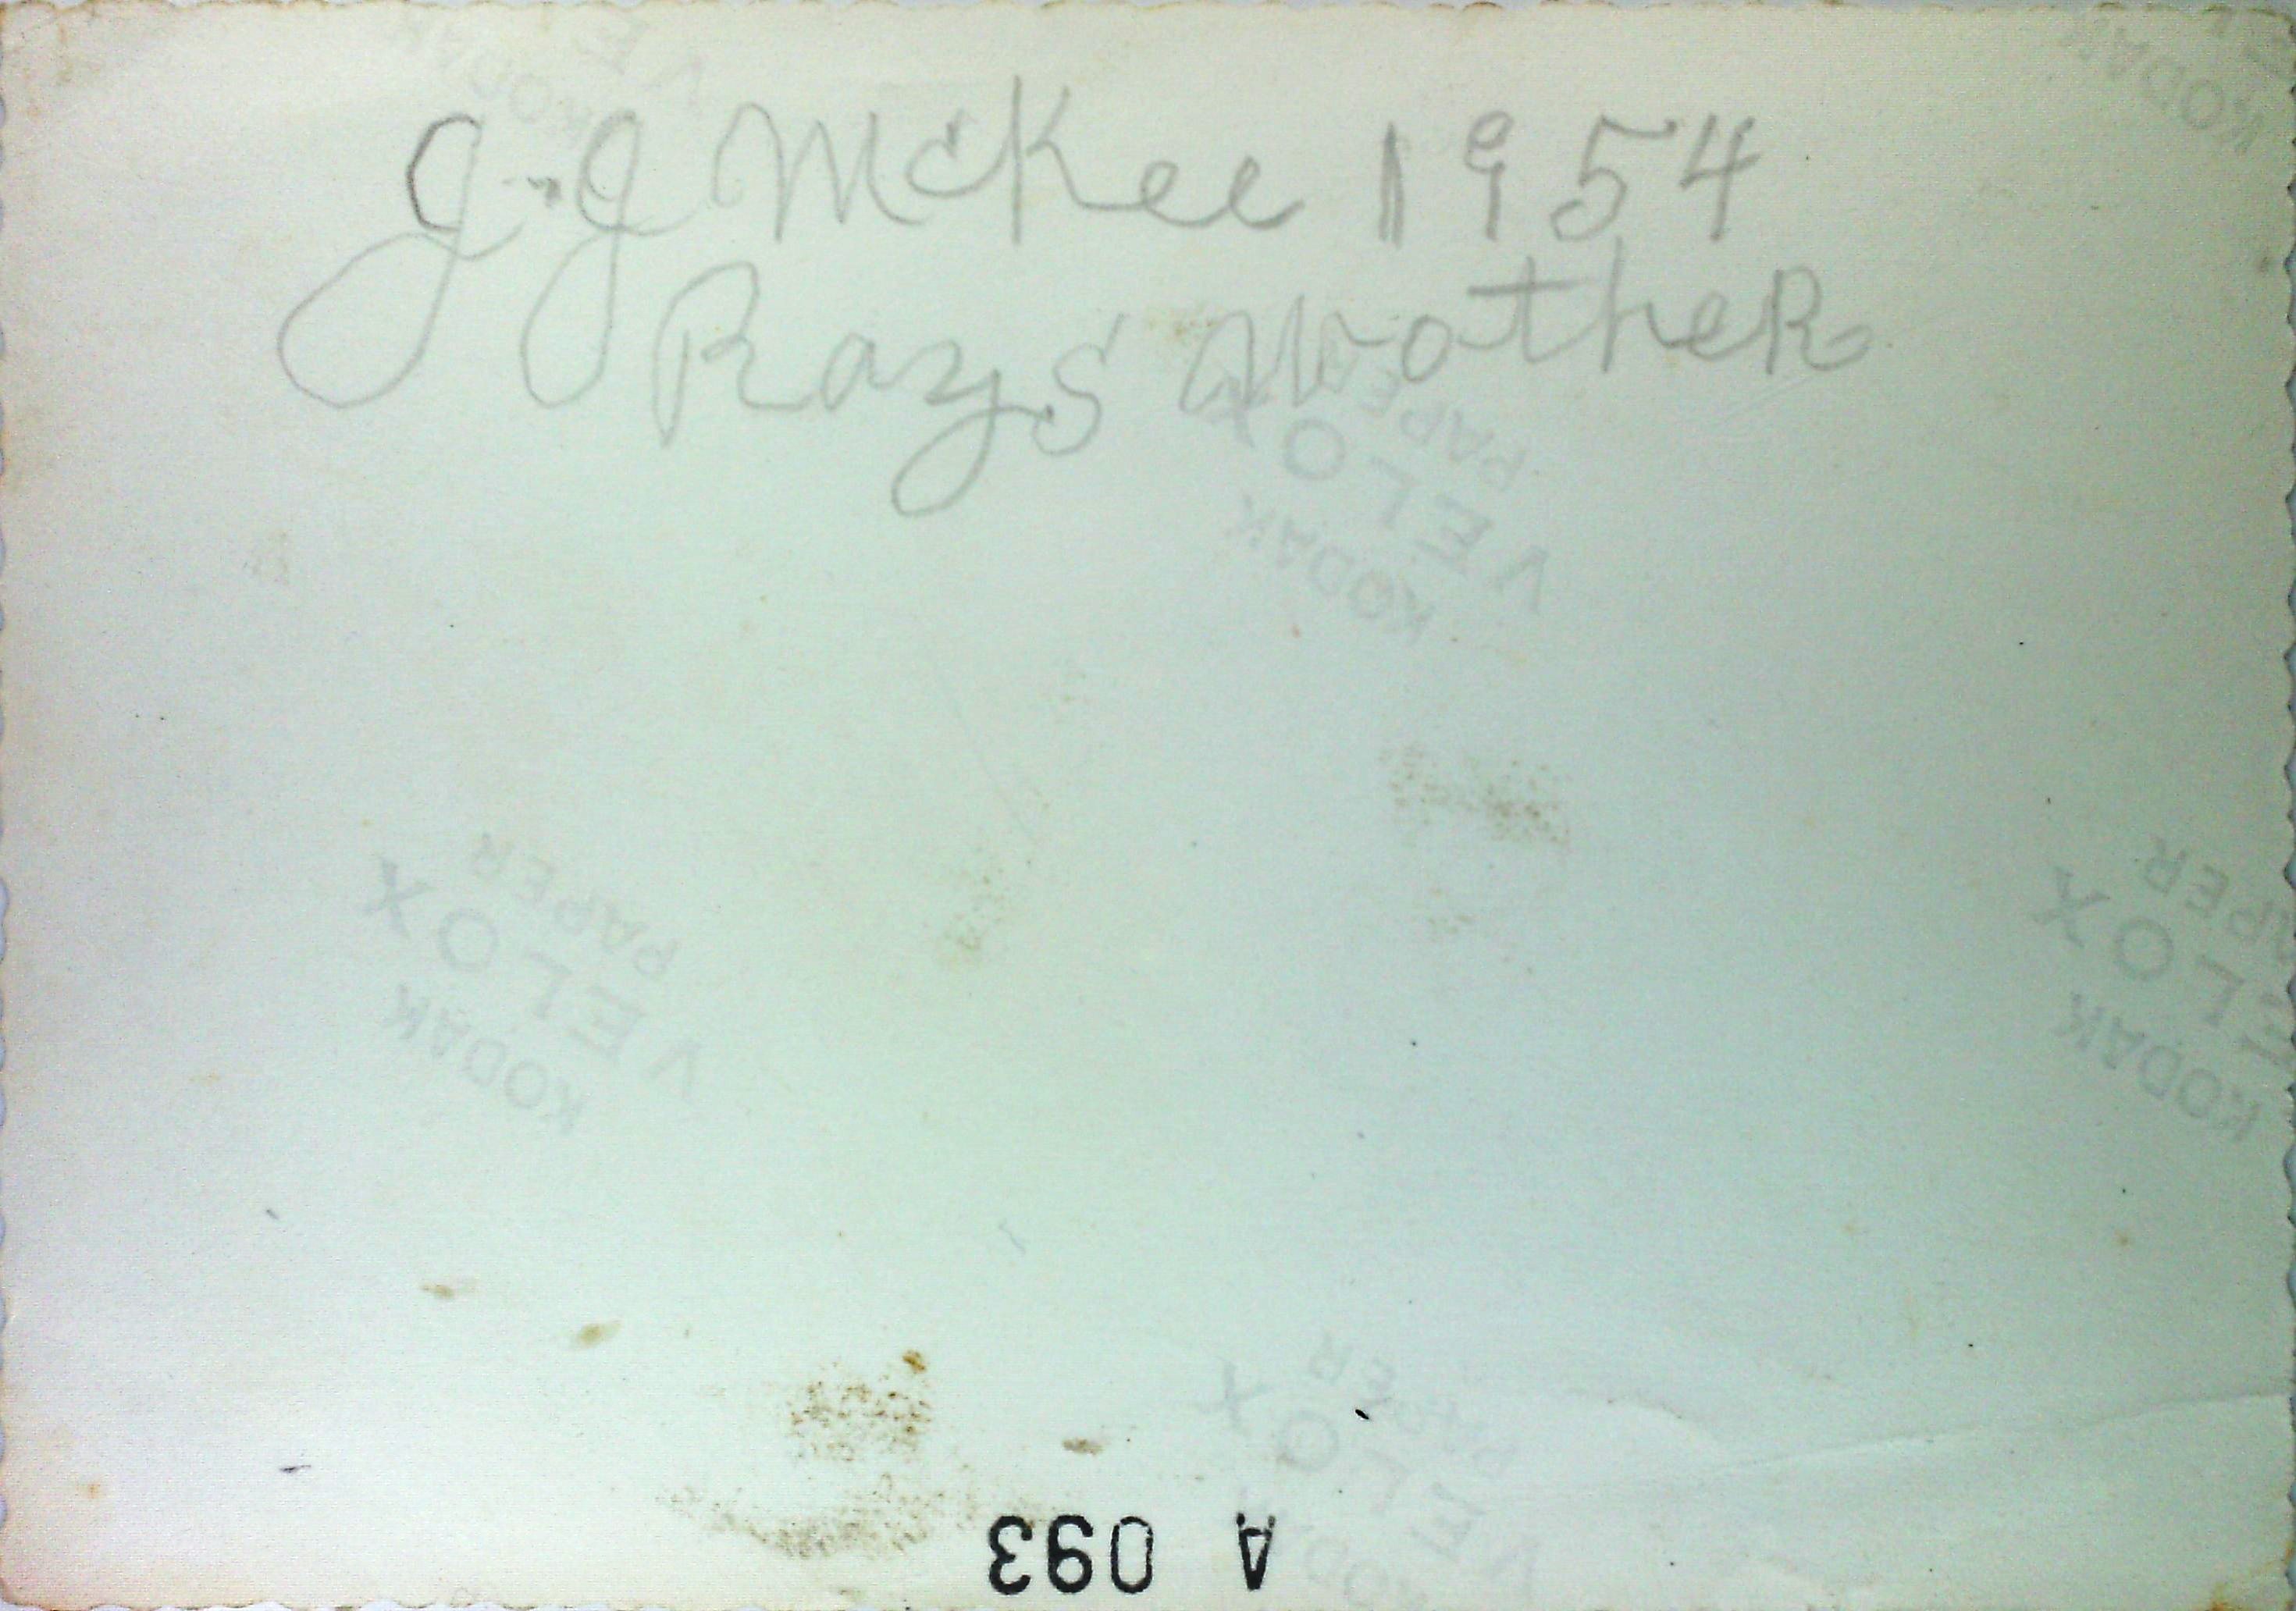 J-J McKee 1954
Ray's Mother
KODAK
KODAK
VELOX
PAPER
KODAK
VELOX
PAPER
KODAK
VELOX
PAPER
VELOX
PAPER
A 093